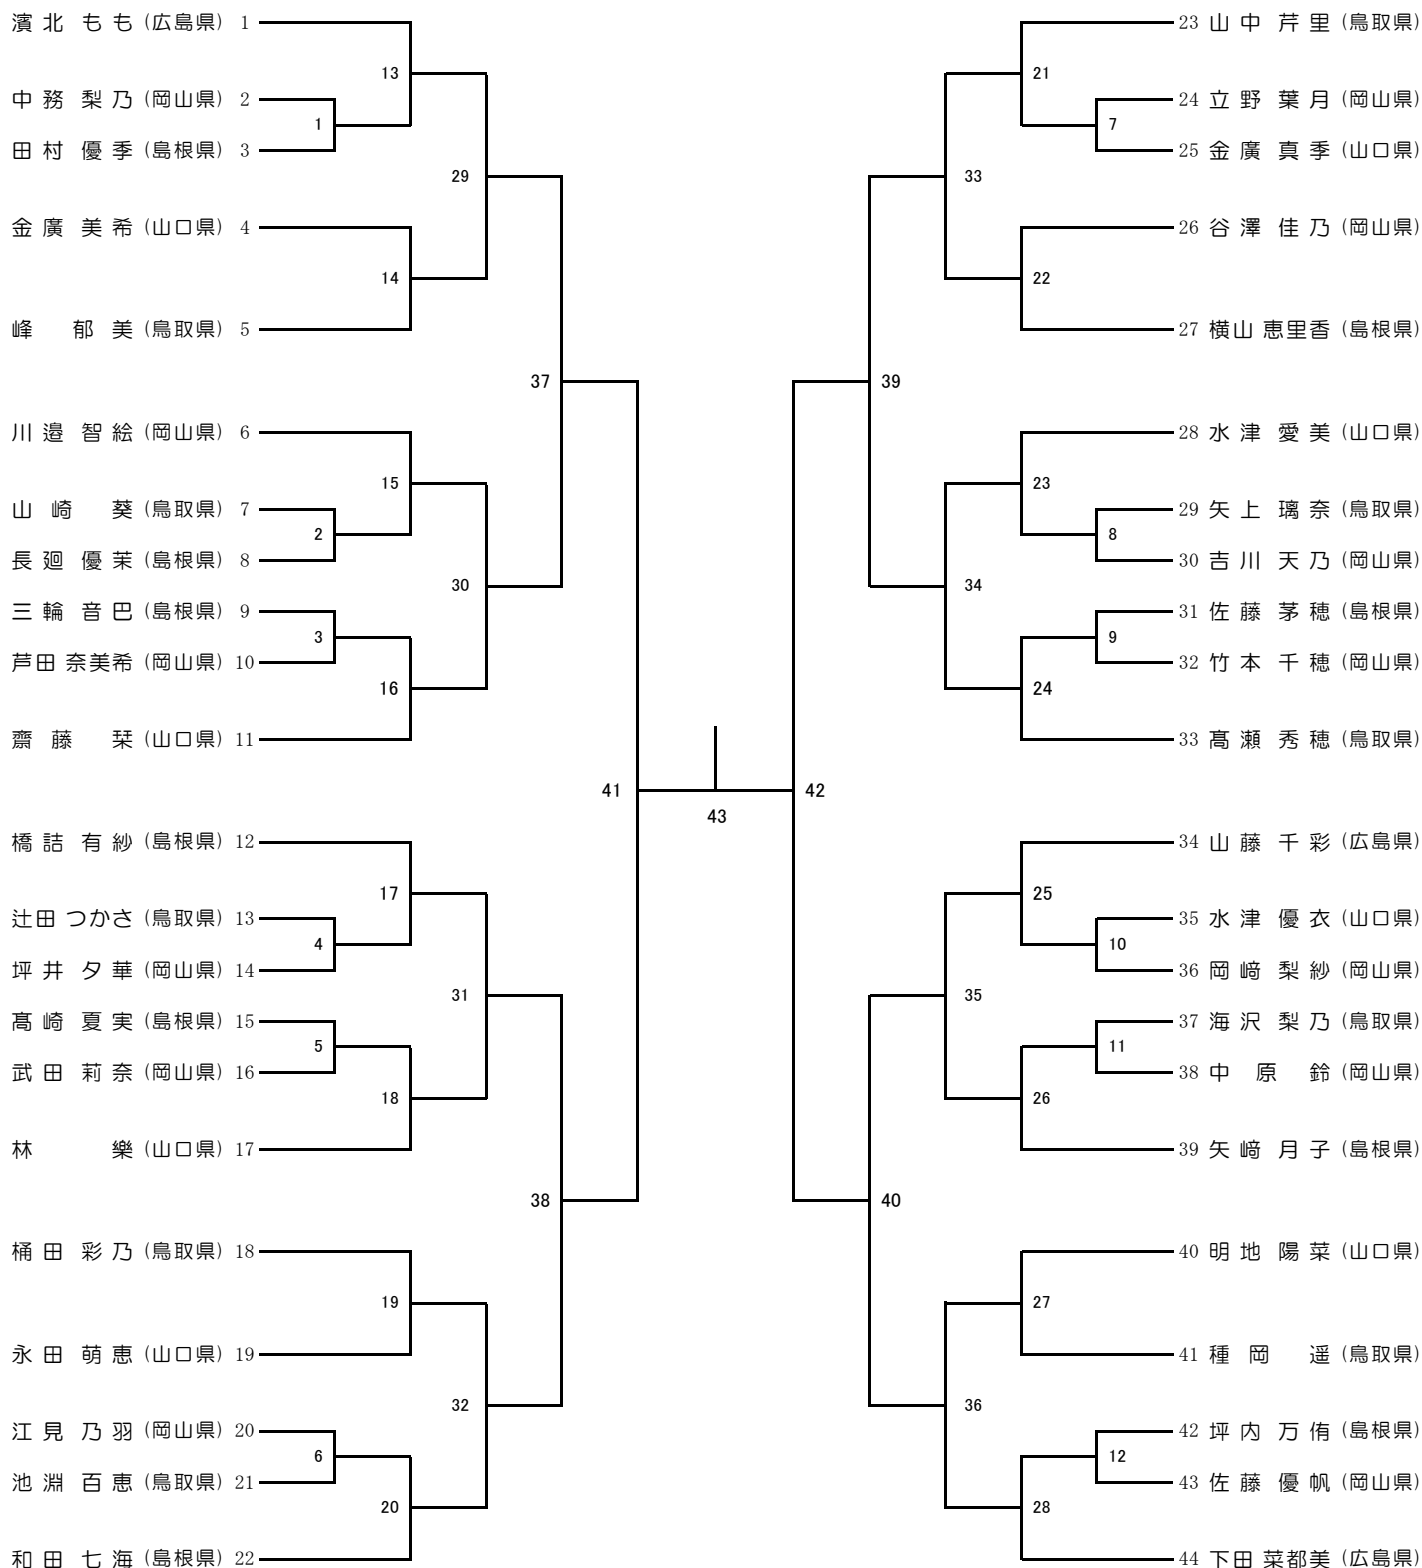 濱北 もも (広島県) 1
13
中務 梨乃 (岡山県) 2
1
田村 優季 (島根県) 3
29
金廣 美希 (山口県) 4
14
峰 郁美 (鳥取県) 5
37
川邉 智絵 (岡山県) 6
15
山崎 葵 (鳥取県) 7
2
長廻 優茉 (島根県) 8
30
三輪 音巴 (島根県) 9
3
芦田 奈美希 (岡山県) 10
16
齋藤 栞 (山口県) 11
41
橋詰 有紗 (島根県) 12
17
辻田 つかさ (鳥取県) 13
4
坪井 夕華 (岡山県) 14
31
髙崎 夏実 (島根県) 15
5
武田 莉奈 (岡山県) 16
18
林 樂 (山口県) 17
38
桶田 彩乃 (鳥取県) 18
19
永田 萌恵 (山口県) 19
32
江見 乃羽 (岡山県) 20
6
池淵 百恵 (鳥取県) 21
20
和田 七海 (島根県) 22
43
23 山中 芹里 (鳥取県)
21
24 立野 葉月 (岡山県)
7
25 金廣 真季 (山口県)
33
26 谷澤 佳乃 (岡山県)
22
27 横山 恵里香 (島根県)
39
28 水津 愛美 (山口県)
23
29 矢上 璃奈 (鳥取県)
8
30 吉川 天乃 (岡山県)
34
31 佐藤 茅穂 (島根県)
9
32 竹本 千穂 (岡山県)
24
33 髙瀬 秀穂 (鳥取県)
42
34 山藤 千彩 (広島県)
25
35 水津 優衣 (山口県)
10
36 岡﨑 梨紗 (岡山県)
35
37 海沢 梨乃 (鳥取県)
11
38 中原 鈴 (岡山県)
26
39 矢﨑 月子 (島根県)
40
40 明地 陽菜 (山口県)
27
41 種岡 遥 (鳥取県)
36
42 坪内 万侑 (島根県)
12
43 佐藤 優帆 (岡山県)
28
44 下田 菜都美 (広島県)